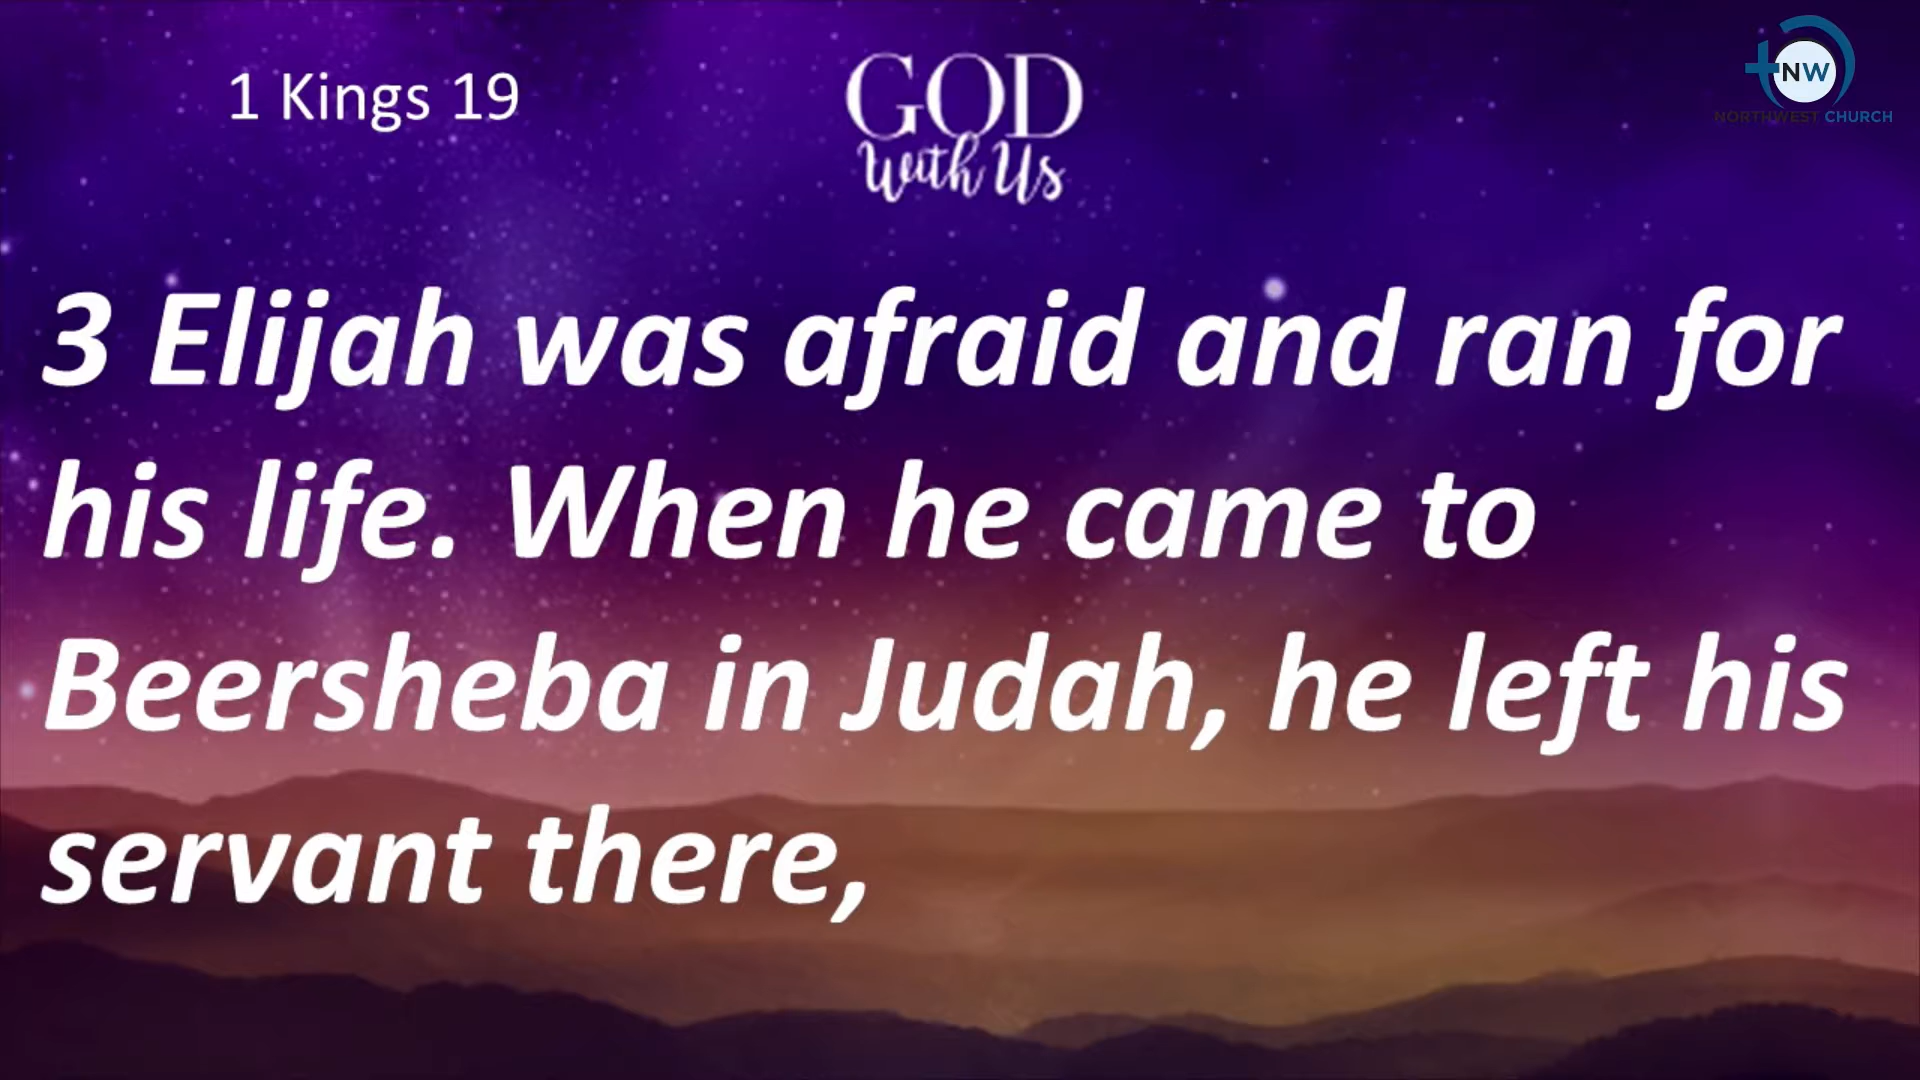 1 Kings 19
GOD
With Us
NW
NORTHWEST CHURCH
3 Elijah was afraid and ran for
his life. When he came to
Beersheba in Judah, he left his
servant there,